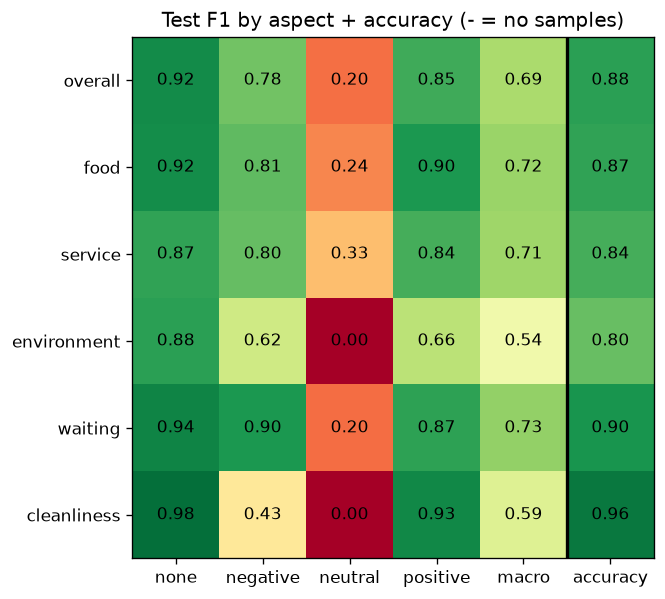 Test F1 by aspect + accuracy (- = no samples)
overall 0.92 0.78 0.20 0.85 0.69 0.88
food 0.92 0.81 0.24 0.90 0.72 0.87
service 0.87 0.80 0.33 0.84 0.71 0.84
environment 0.88 0.62 0.00 0.66 0.54 0.80
waiting 0.94 0.90 0.20 0.87 0.73 0.90
cleanliness 0.98 0.43 0.00 0.93 0.59 0.96
none negative neutral positive macro accuracy